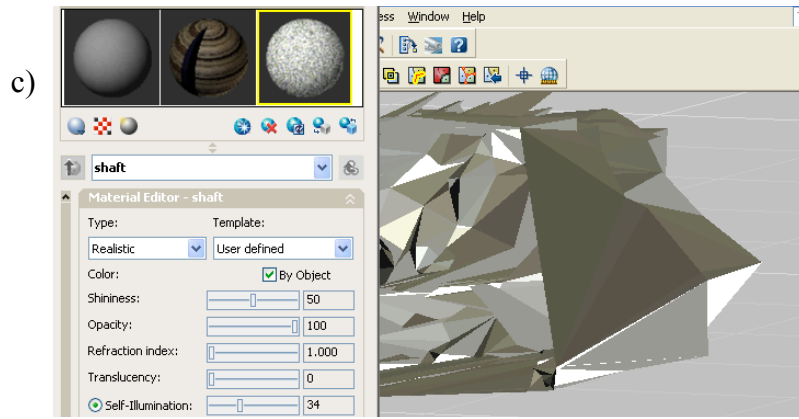 ess Window Help
c)
shaft
Material Editor - shaft
Type: Template:
Realistic User defined
Color: By Object
Shininess: 50
Opacity: 100
Refraction index: 1.000
Translucency: 0
Self-Illumination: 34